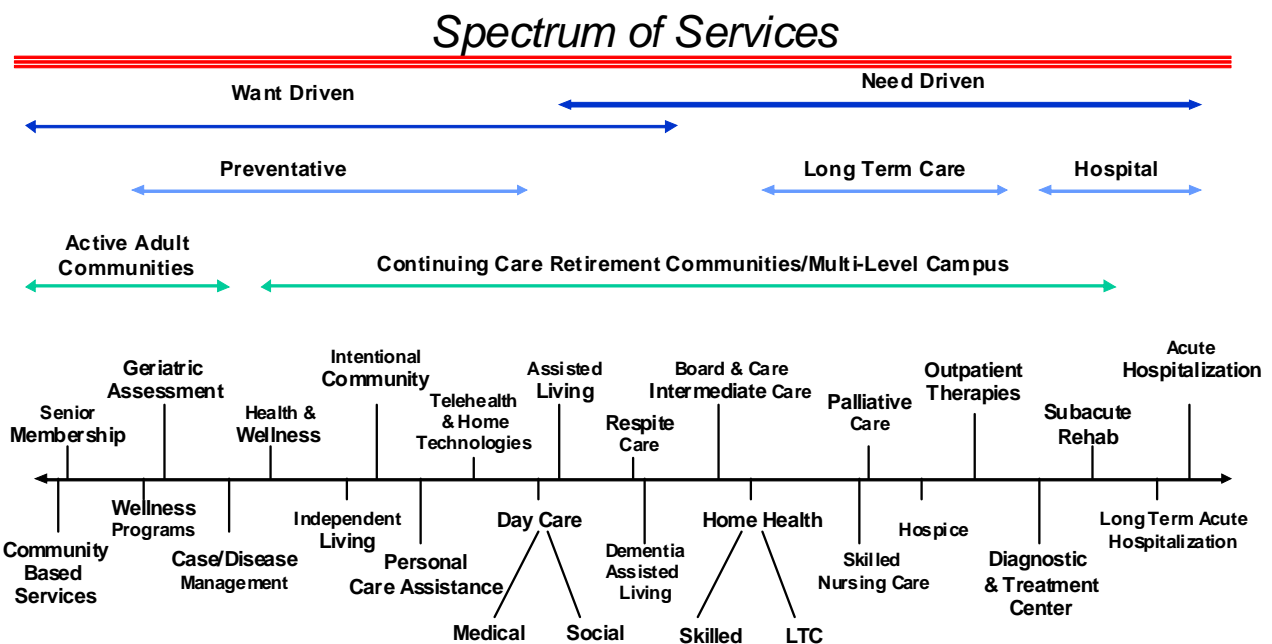 Spectrum of Services
Want Driven
Need Driven
Preventative
Long Term Care
Hospital
Active Adult
Communities
Continuing Care Retirement Communities/Multi-Level Campus
Senior
Membership
Geriatric
Assessment
Health &
Wellness
Intentional
Community
Telehealth
& Home
Technologies
Assisted
Living
Respite
Care
Board & Care
Intermediate Care
Palliative
Care
Outpatient
Therapies
Subacute
Rehab
Acute
Hospitalization
Community
Based
Services
Wellness
Programs
Case/Disease
Management
Independent
Living
Personal
Care Assistance
Day Care
Medical
Social
Dementia
Assisted
Living
Home Health
Skilled
LTC
Skilled
Nursing Care
Hospice
Diagnostic
& Treatment
Center
Long Term Acute
Hospitalization